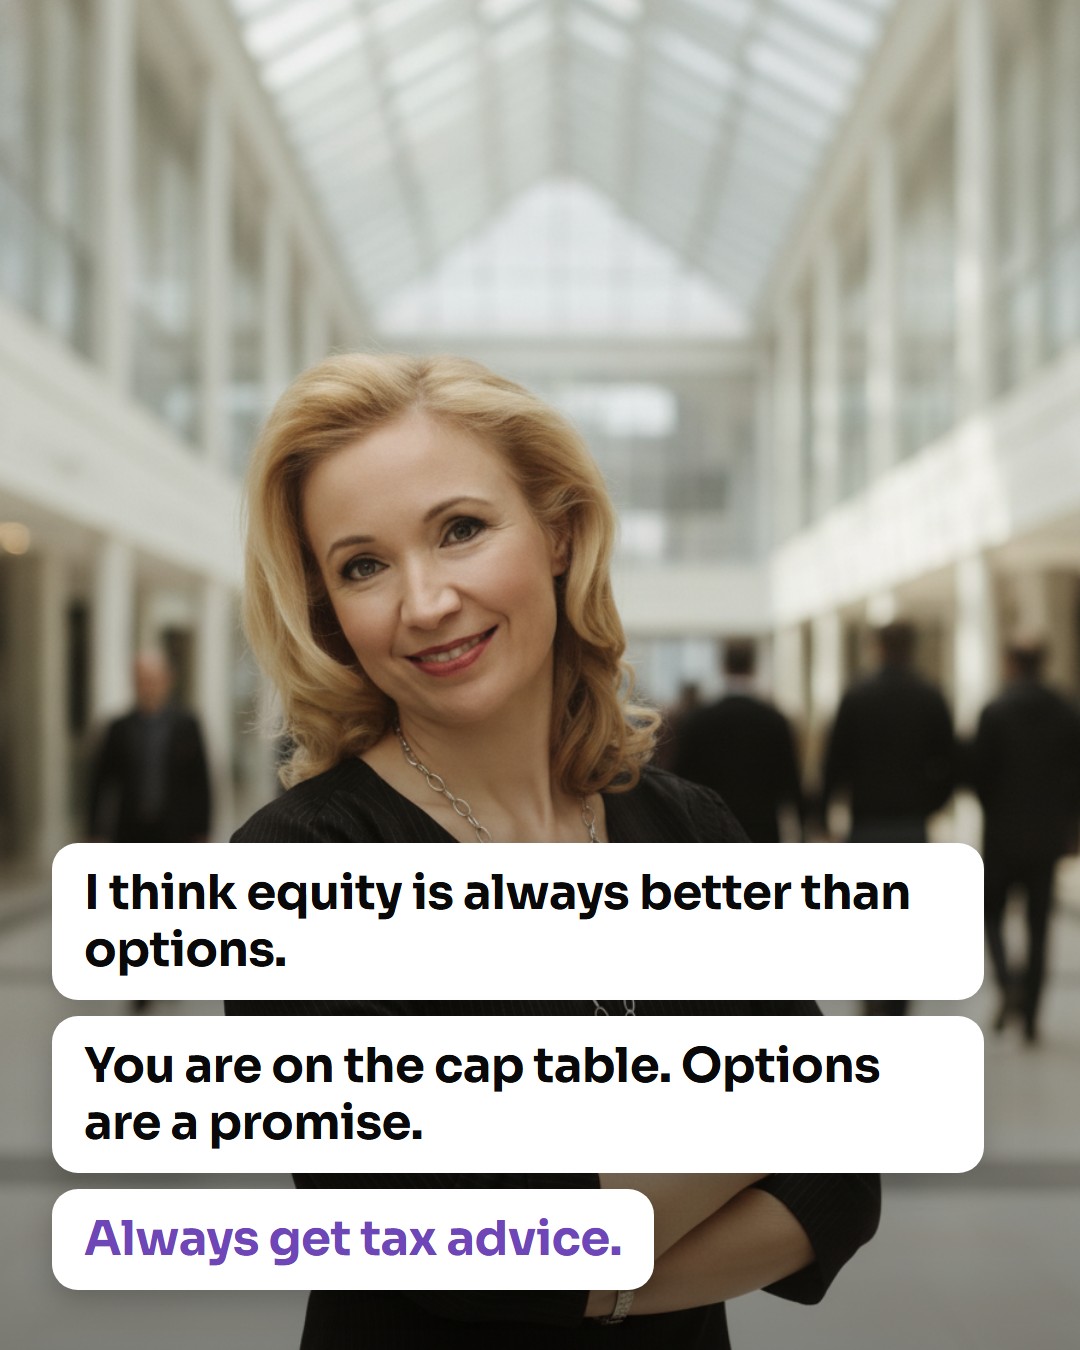 I think equity is always better than
options.
You are on the cap table. Options
are a promise.
Always get tax advice.